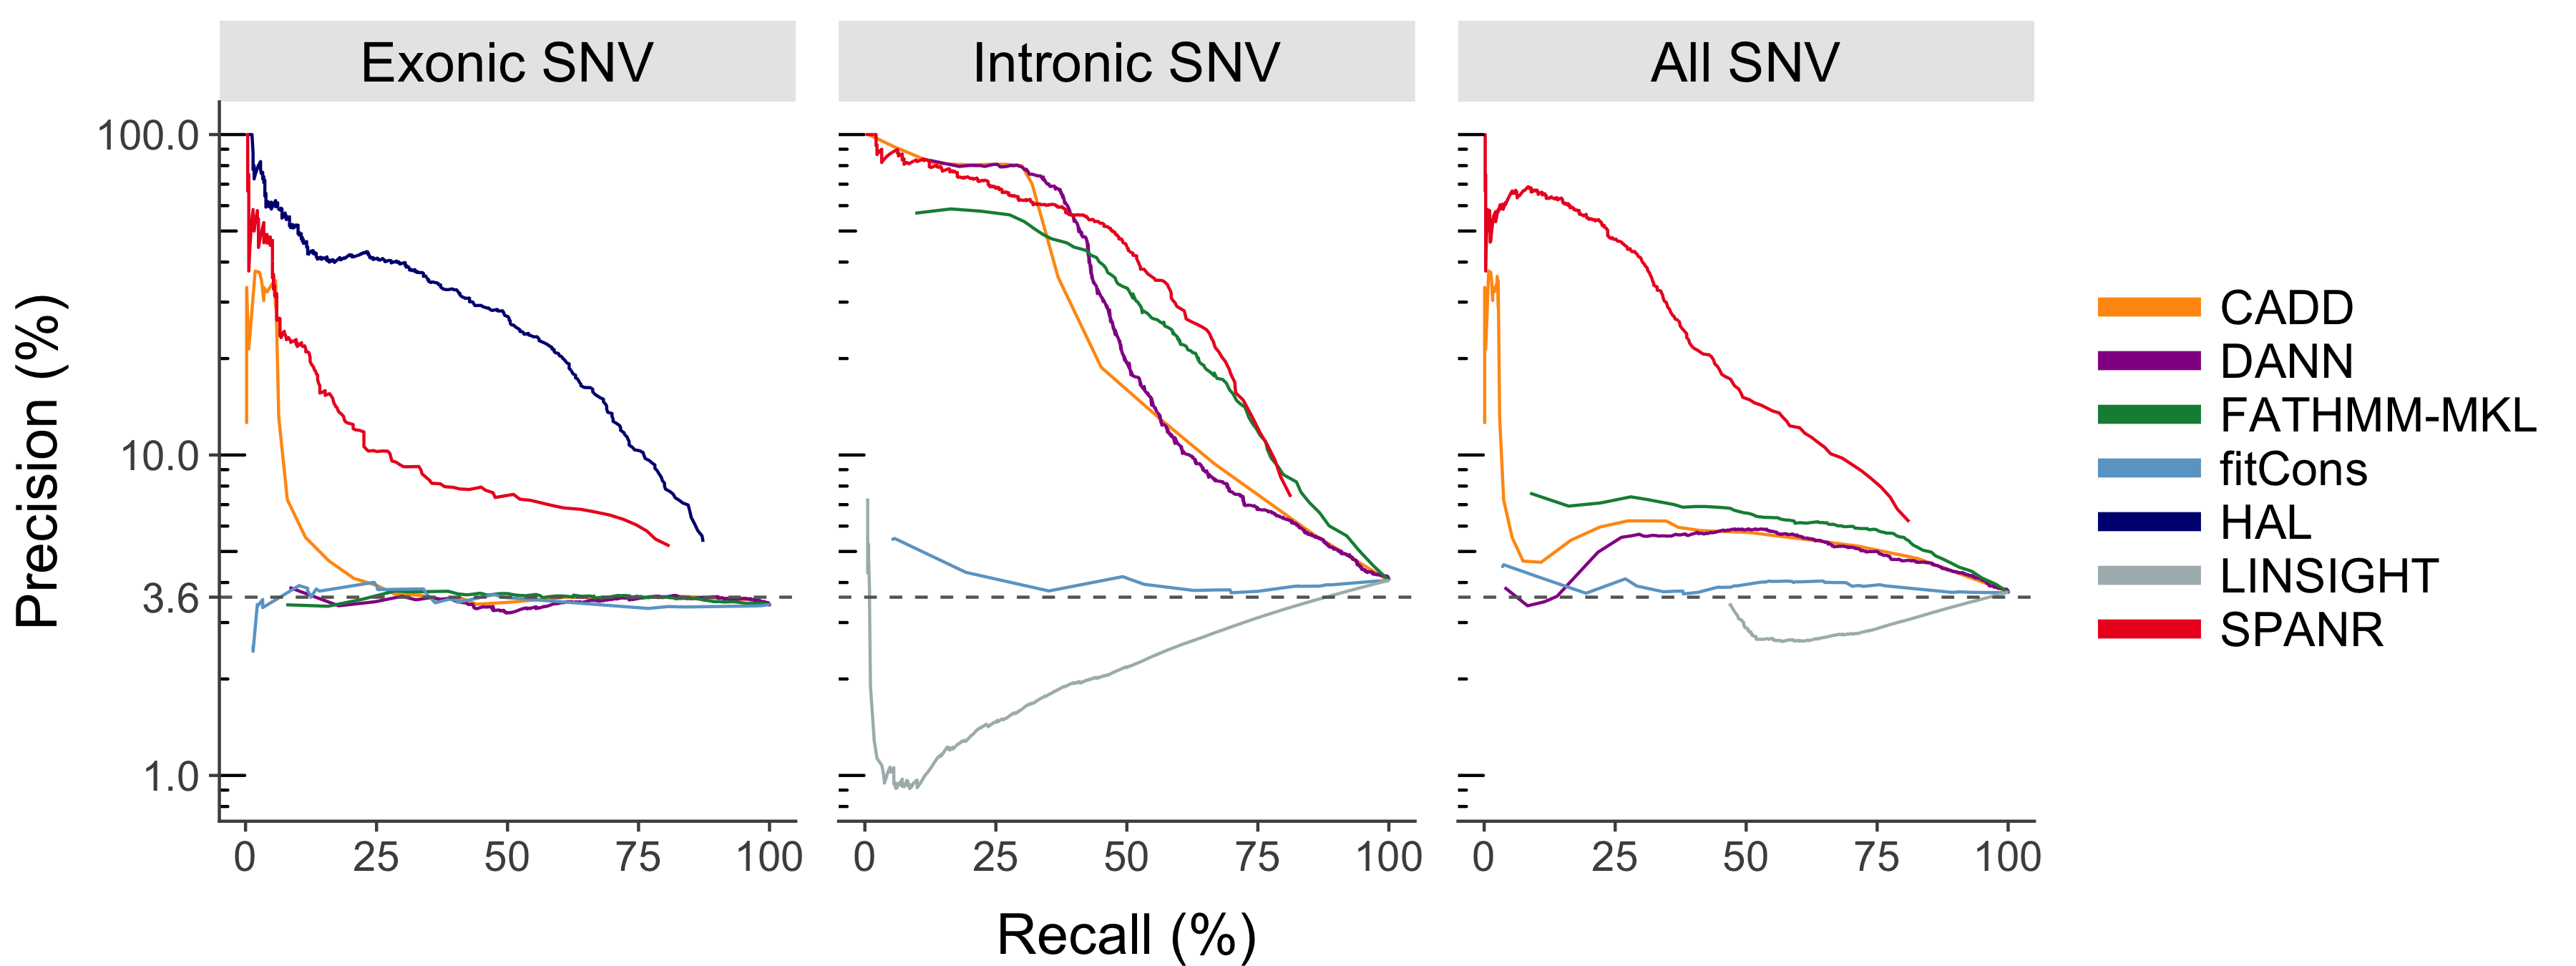 Exonic SNV
Intronic SNV
All SNV
Precision (%)
100.0
10.0
3.6
1.0
0 25 50 75 100
0 25 50 75 100
0 25 50 75 100
Recall (%)
CADD
DANN
FATHMM-MKL
fitCons
HAL
LINSIGHT
SPANR